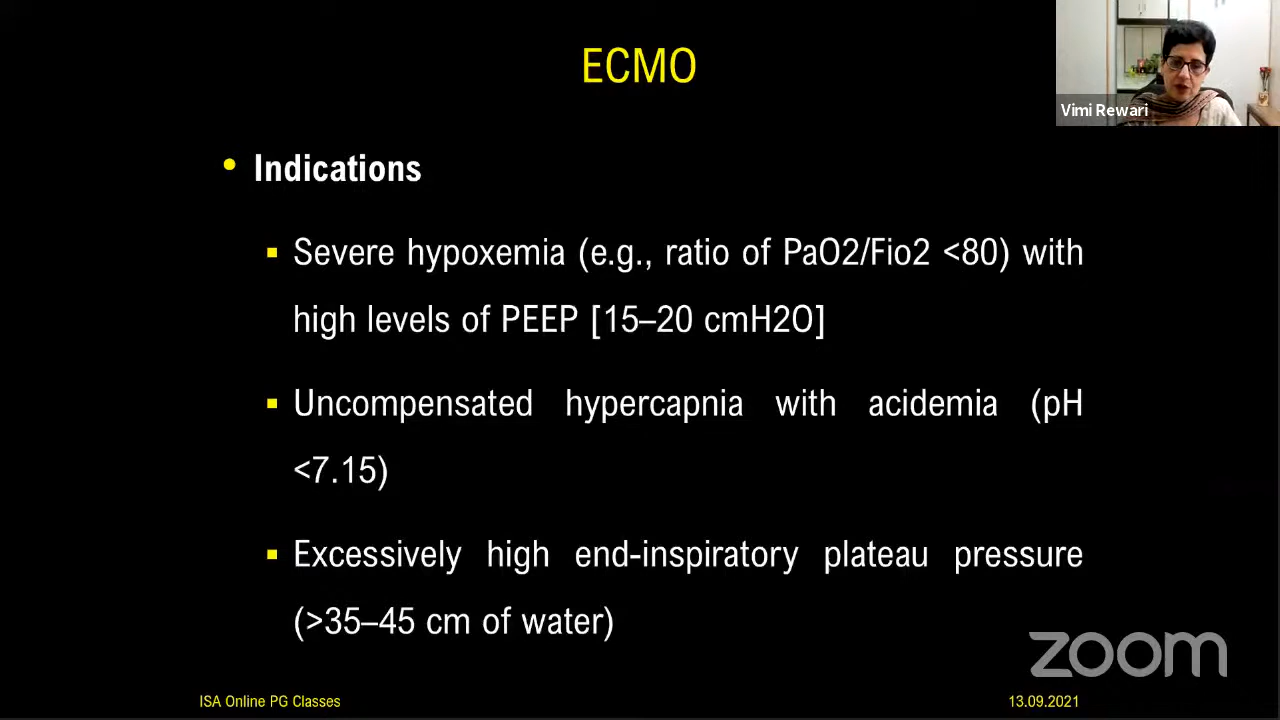 ECMO
Vimi Rewari
• Indications
▪ Severe hypoxemia (e.g., ratio of PaO2/Fio2 <80) with
high levels of PEEP [15–20 cmH2O]
▪ Uncompensated hypercapnia with acidemia (pH
<7.15)
▪ Excessively high end-inspiratory plateau pressure
(>35–45 cm of water)
zoom
ISA Online PG Classes
13.09.2021